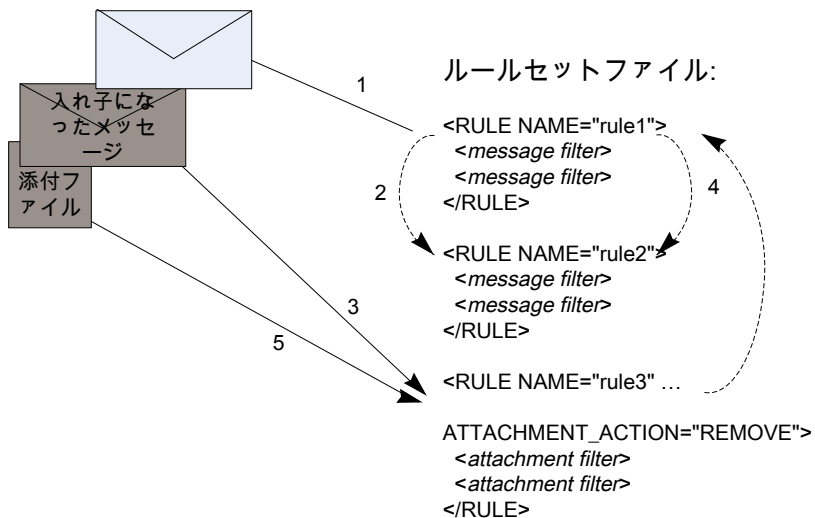 入れ子にな
ったメッセ
ージ
添付フ
ァイル
1
2
3
4
5
ルールセットファイル:
<RULE NAME="rule1">
<message filter>
<message filter>
</RULE>
<RULE NAME="rule2">
<message filter>
<message filter>
</RULE>
<RULE NAME="rule3" …
ATTACHMENT_ACTION="REMOVE">
<attachment filter>
<attachment filter>
</RULE>